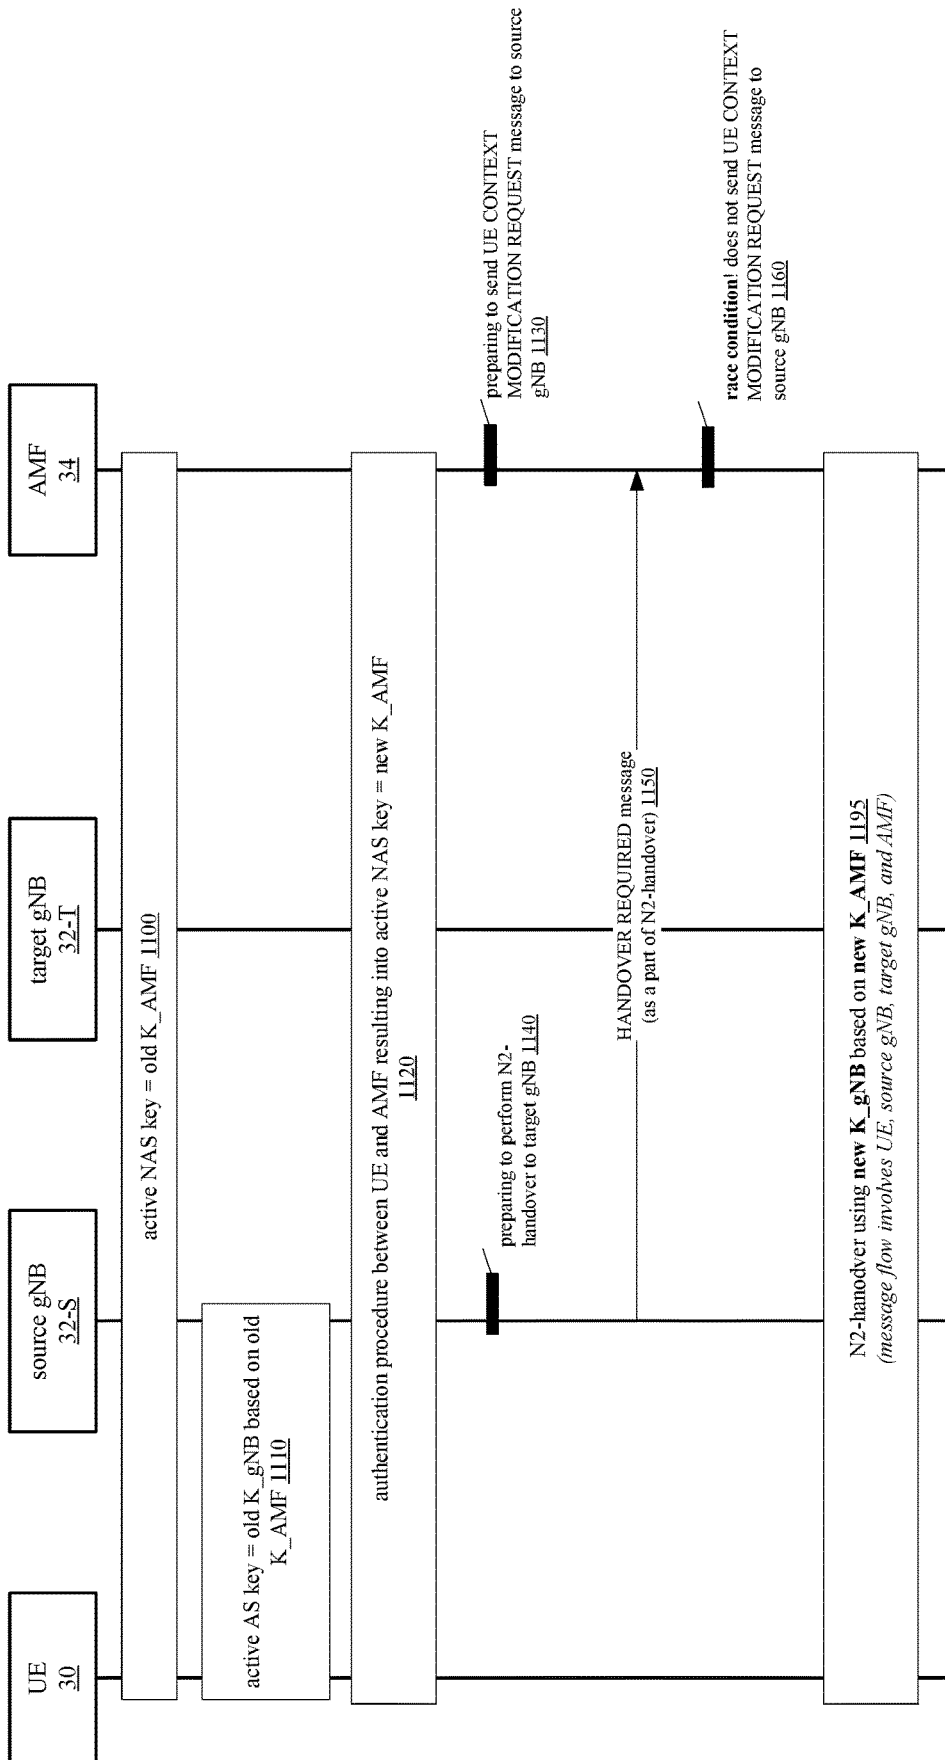 UE
30
source gNB
32-S
target gNB
32-T
AMF
34
active NAS key = old K_AMF 1100
active AS key = old K_gNB based on old
K_AMF 1110
authentication procedure between UE and AMF resulting into active NAS key = new K_AMF
1120
preparing to send UE CONTEXT
MODIFICATION REQUEST message to source
gNB 1130
preparing to perform N2-
handover to target gNB 1140
HANDOVER REQUIRED message
(as a part of N2-handover) 1150
race condition! does not send UE CONTEXT
MODIFICATION REQUEST message to
source gNB 1160
N2-hanodver using new K_gNB based on new K_AMF 1195
(message flow involves UE, source gNB, target gNB, and AMF)